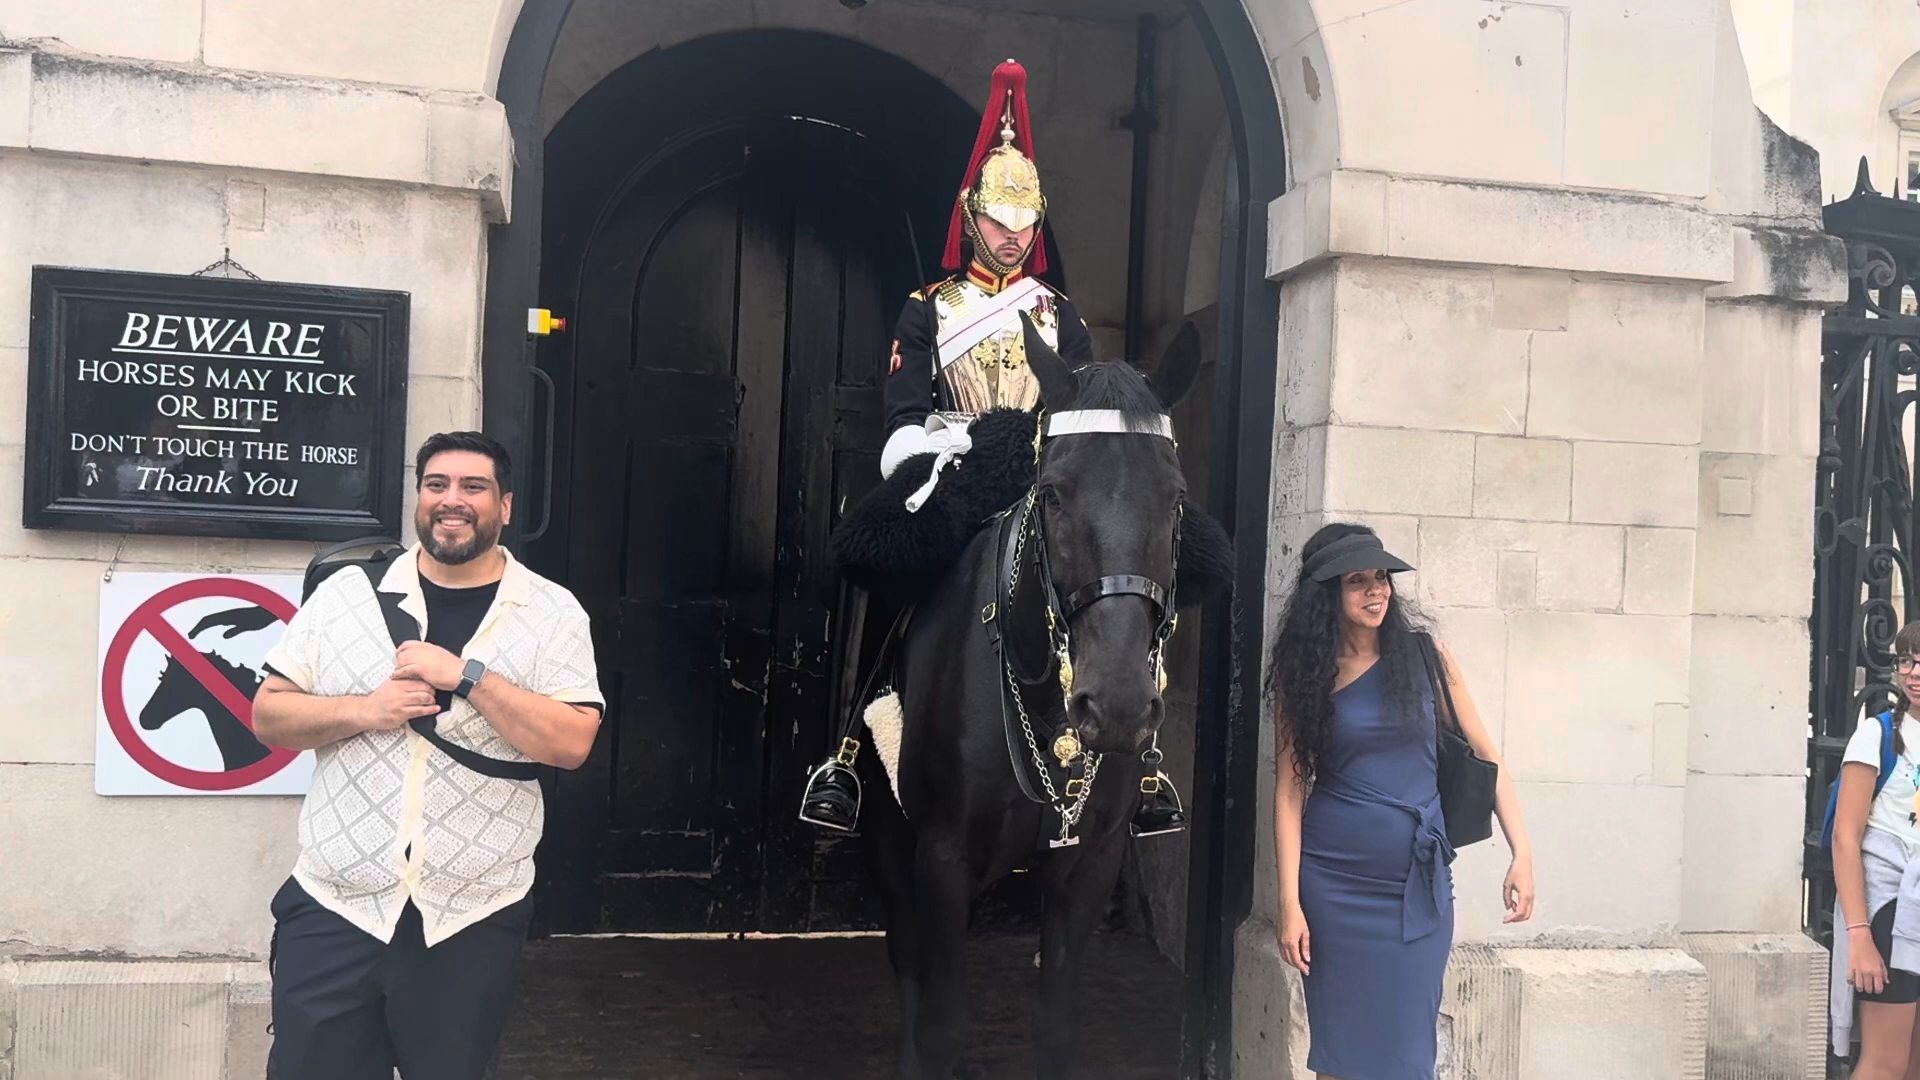 BEWARE
HORSES MAY KICK
OR BITE
DON'T TOUCH THE HORSE
Thank You